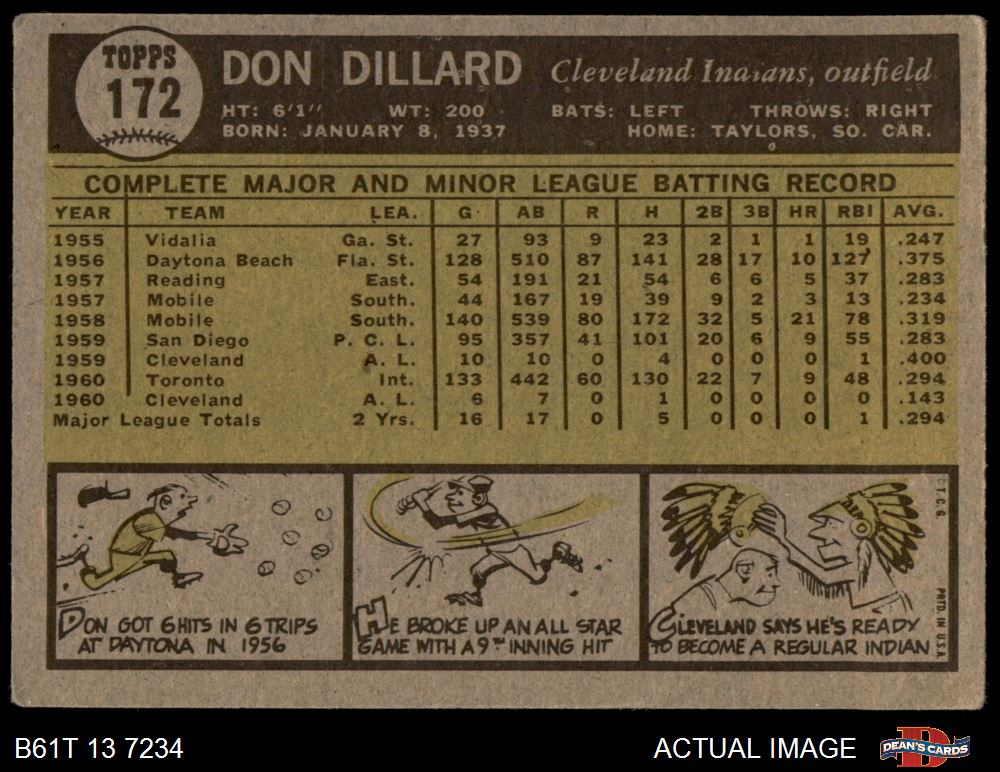 TOPPS
172
DON DILLARD Cleveland Indians, outfield
HT: 6'1" WT: 200 BATS: LEFT THROWS: RIGHT
BORN: JANUARY 8, 1937 HOME: TAYLORS, SO. CAR.
COMPLETE MAJOR AND MINOR LEAGUE BATTING RECORD
YEAR TEAM LEA. G AB R H 2B 3B HR RBI AVG.
1955 Vidalia Ga. St. 27 93 9 23 2 1 1 19 .247
1956 Daytona Beach Fla. St. 128 510 87 141 28 17 10 127 .375
1957 Reading East. 54 191 21 54 6 6 5 37 .283
1957 Mobile South. 44 167 19 39 9 2 3 13 .234
1958 Mobile South. 140 539 80 172 32 5 21 78 .319
1959 San Diego P. C. L. 95 357 41 101 20 6 9 55 .283
1959 Cleveland A. L. 10 10 0 4 0 0 0 1 .400
1960 Toronto Int. 133 442 60 130 22 7 9 48 .294
1960 Cleveland A. L. 6 7 0 1 0 0 0 0 .143
Major League Totals 2 Yrs. 16 17 0 5 0 0 0 1 .294
DON GOT 6 HITS IN 6 TRIPS
AT DAYTONA IN 1956
HE BROKE UP AN ALL STAR
GAME WITH A 9TH INNING HIT
CLEVELAND SAYS HE'S READY
TO BECOME A REGULAR INDIAN
©T.C.G. PRTD. IN U.S.A.
B61T 13 7234
ACTUAL IMAGE
DEAN'S CARDS